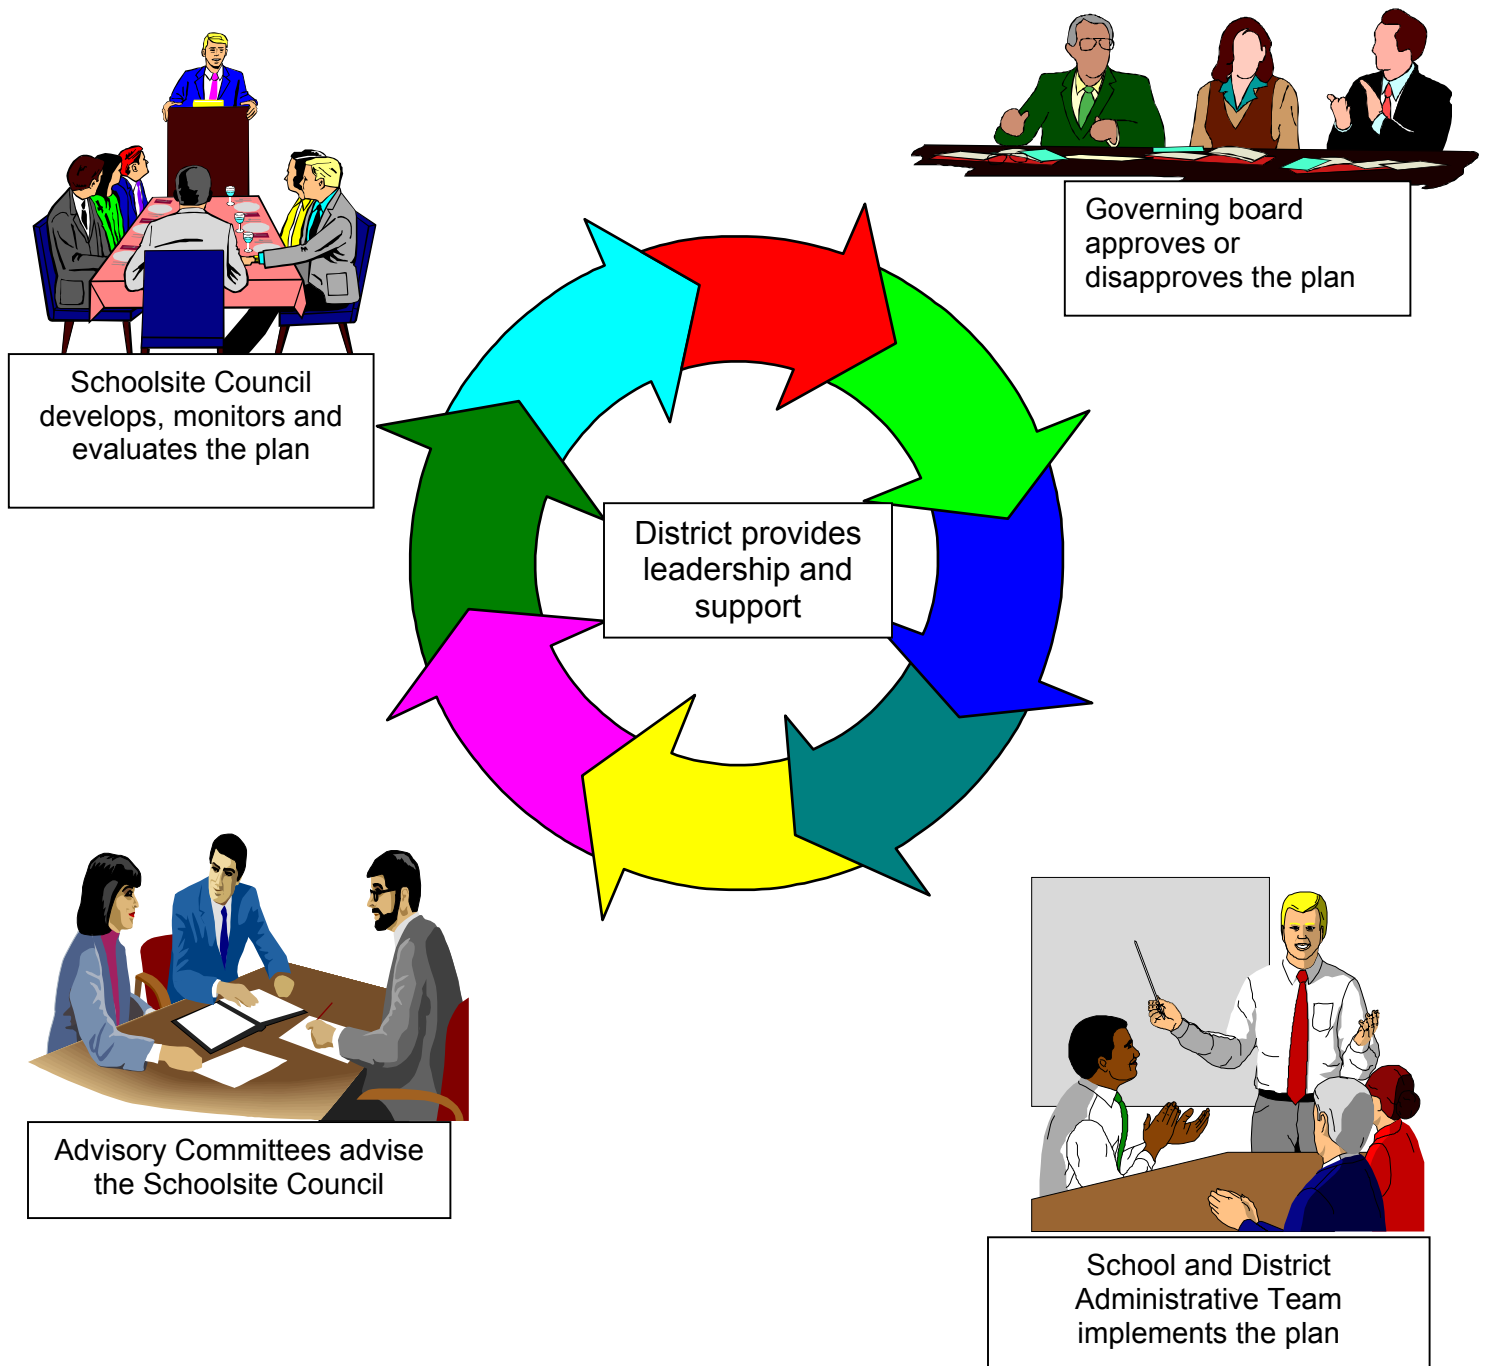 Governing board
approves or
disapproves the plan
Schoolsite Council
develops, monitors and
evaluates the plan
District provides
leadership and
support
Advisory Committees advise
the Schoolsite Council
School and District
Administrative Team
implements the plan